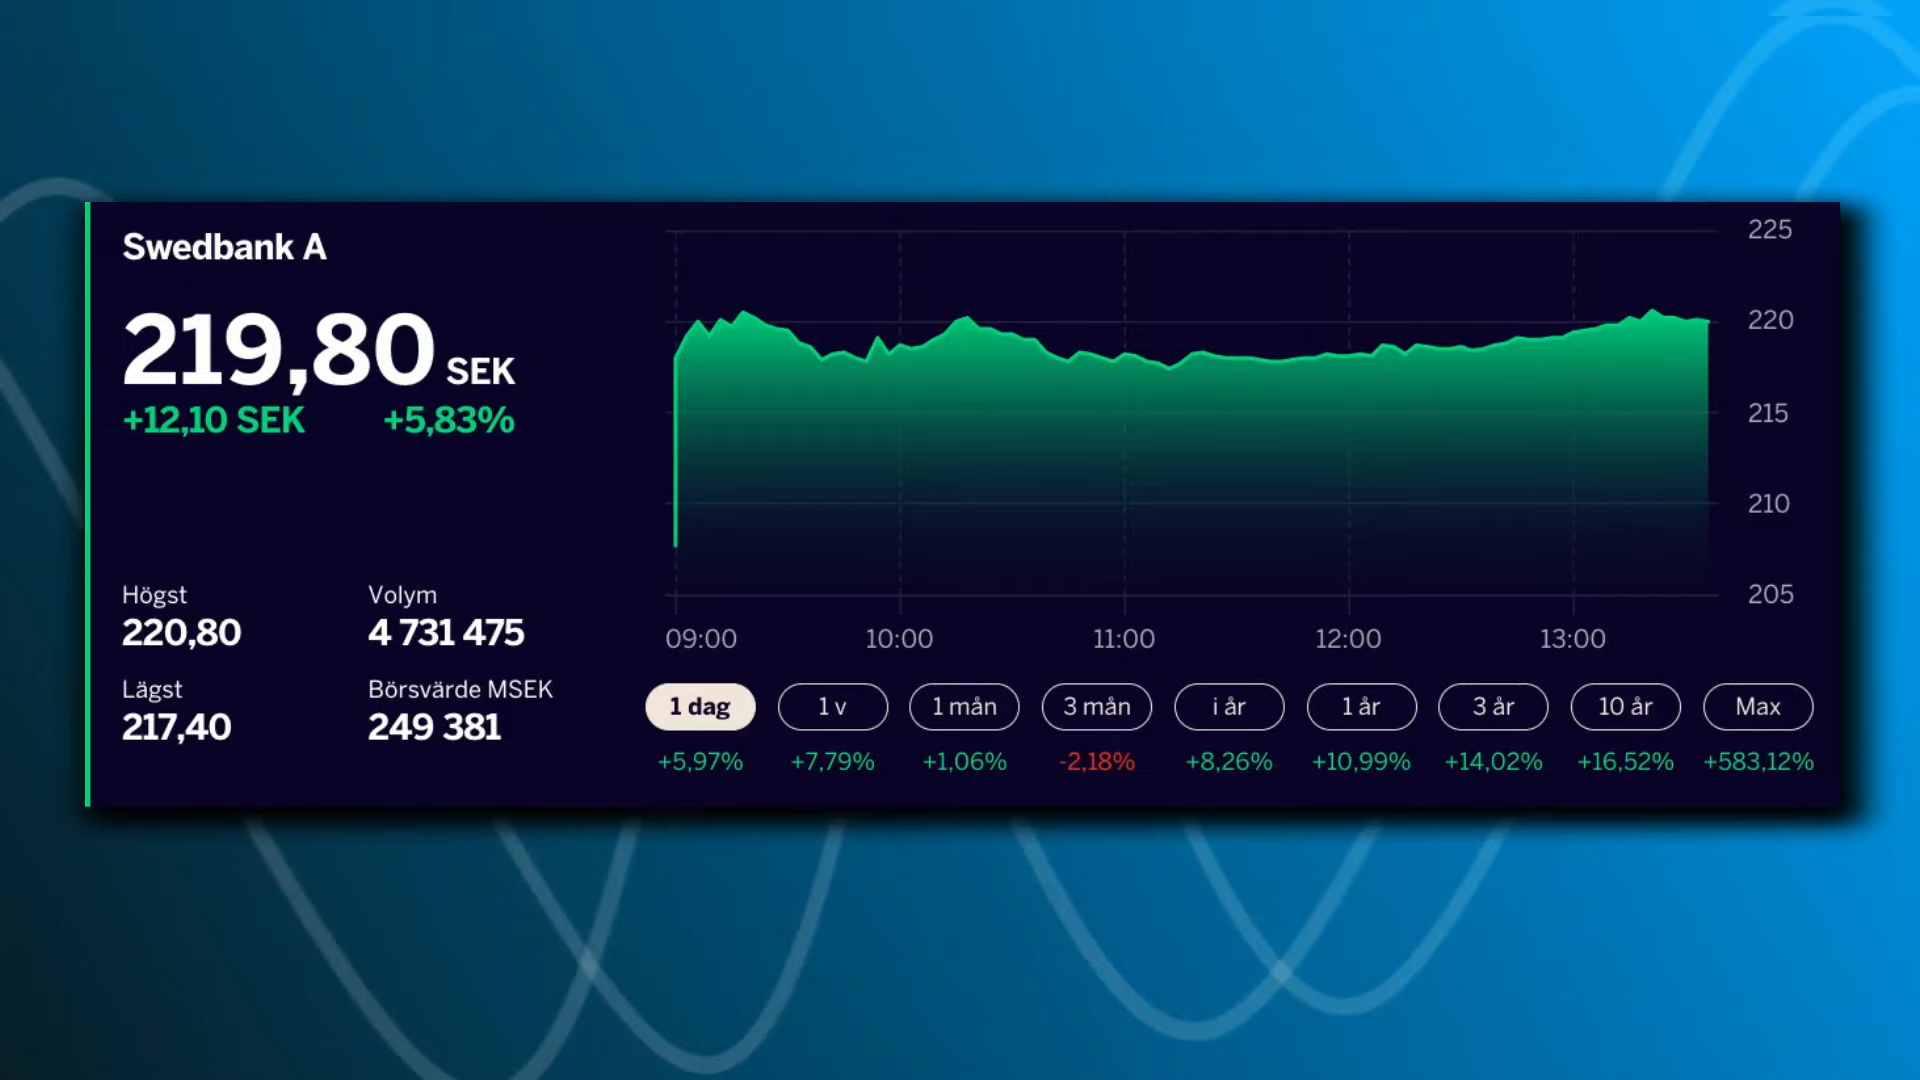 Swedbank A
219,80 SEK
+12,10 SEK +5,83%
Högst Volym
220,80 4 731 475
Lägst Börsvärde MSEK
217,40 249 381
225
220
215
210
205
09:00 10:00 11:00 12:00 13:00
1 dag 1 v 1 mån 3 mån i år 1 år 3 år 10 år Max
+5,97% +7,79% +1,06% -2,18% +8,26% +10,99% +14,02% +16,52% +583,12%